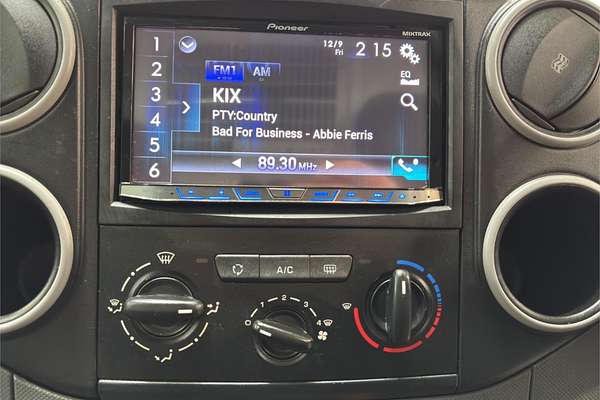 Pioneer
MIXTRAX
1
2
3
4
5
6
12/9
Fri
2 15
FM1
AM
EQ
KIX
PTY:Country
Bad For Business - Abbie Ferris
89.30 MHz
A/C
0 1 2 3 4